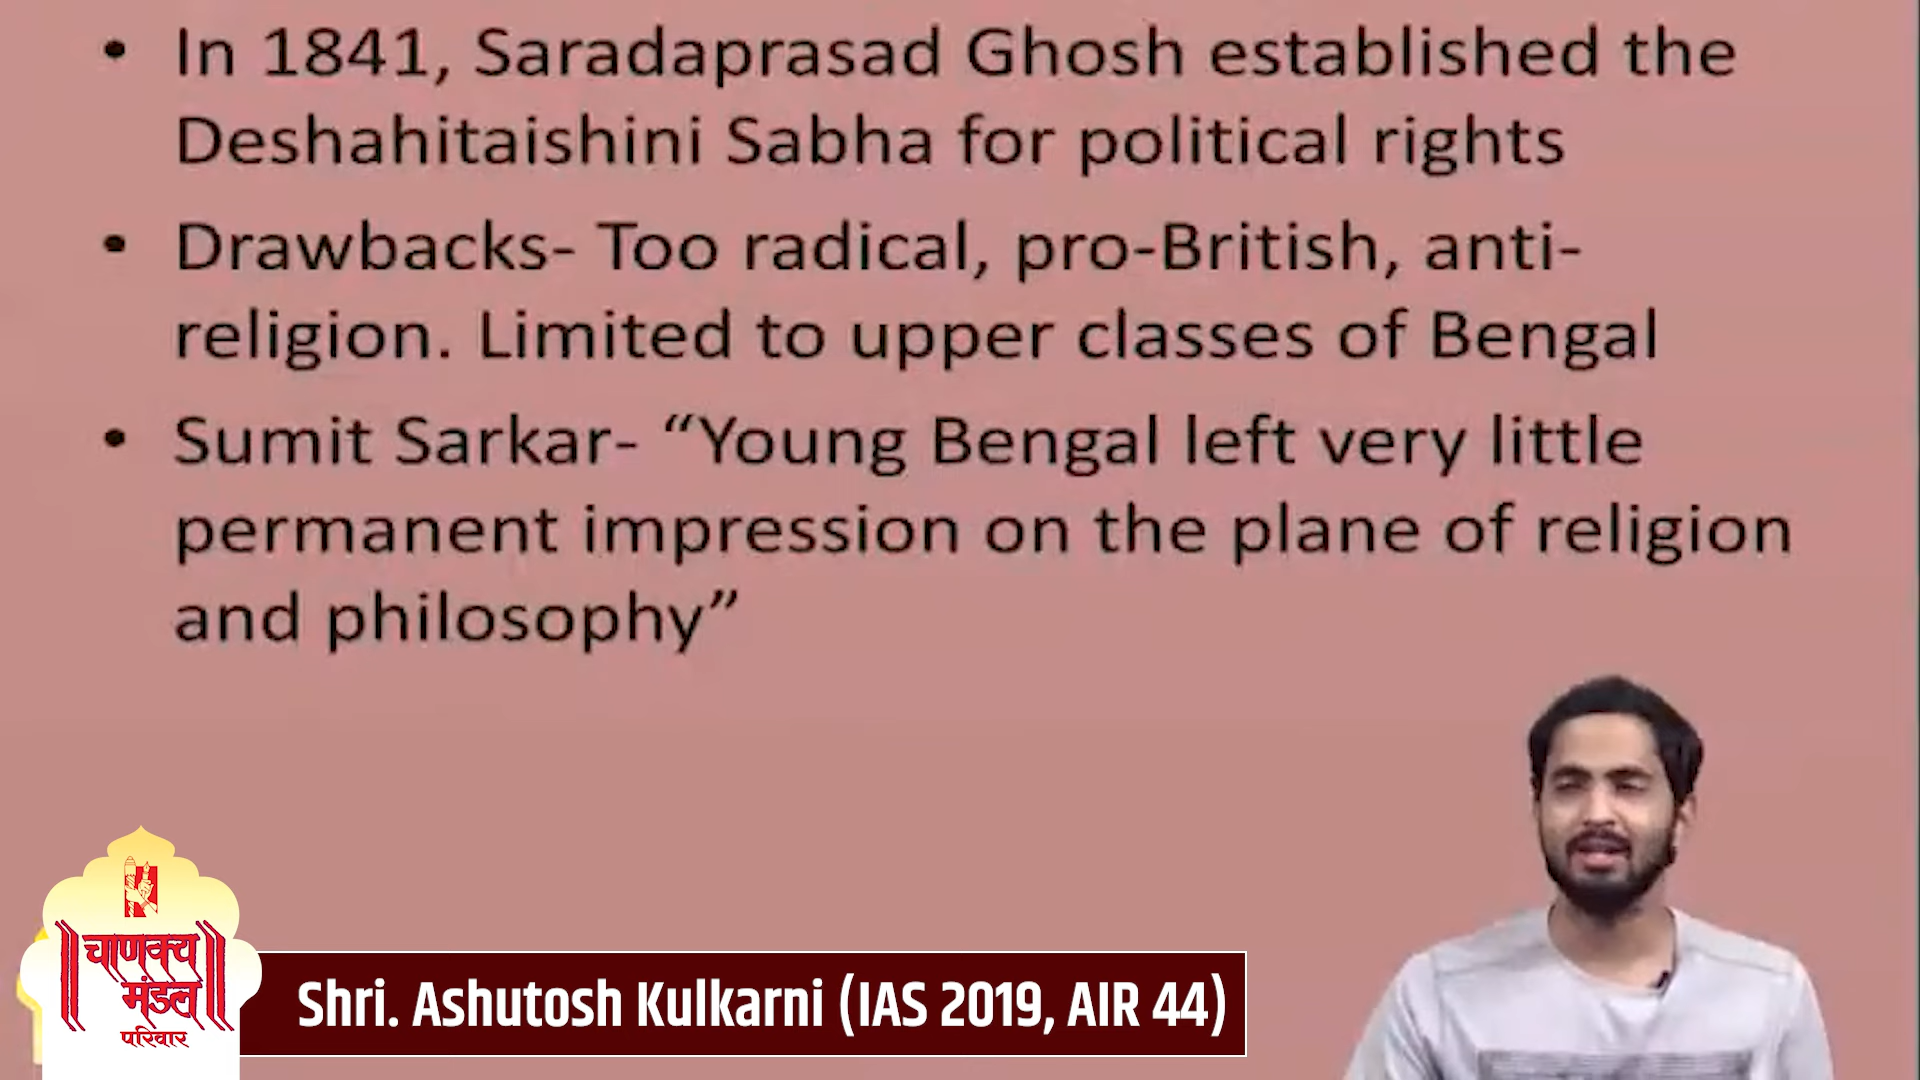 • In 1841, Saradaprasad Ghosh established the
Deshahitaishini Sabha for political rights
• Drawbacks- Too radical, pro-British, anti-
religion. Limited to upper classes of Bengal
• Sumit Sarkar- “Young Bengal left very little
permanent impression on the plane of religion
and philosophy”
॥ चाणक्य ॥
मंडल
परिवार
Shri. Ashutosh Kulkarni (IAS 2019, AIR 44)